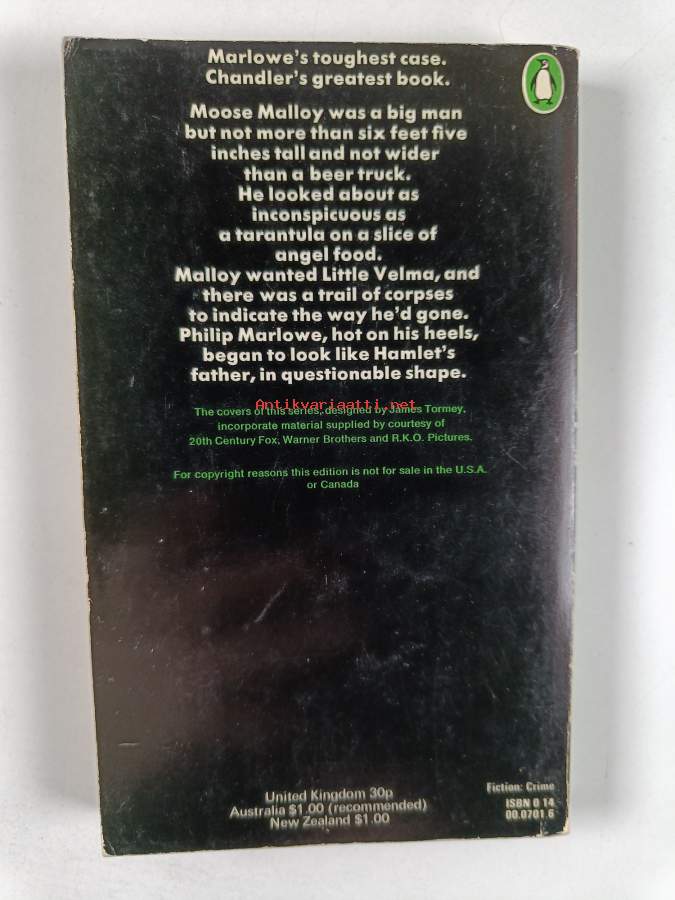 Marlowe's toughest case.
Chandler's greatest book.
Moose Malloy was a big man
but not more than six feet five
inches tall and not wider
than a beer truck.
He looked about as
inconspicuous as
a tarantula on a slice of
angel food.
Malloy wanted Little Velma, and
there was a trail of corpses
to indicate the way he'd gone.
Philip Marlowe, hot on his heels,
began to look like Hamlet's
father, in questionable shape.
Antikvariaatti.net
The covers of this series, designed by James Tormey,
incorporate material supplied by courtesy of
20th Century Fox, Warner Brothers and R.K.O. Pictures.
For copyright reasons this edition is not for sale in the U.S.A.
or Canada
United Kingdom 30p
Australia $1.00 (recommended)
New Zealand $1.00
Fiction: Crime
ISBN 0 14
00.0701 6